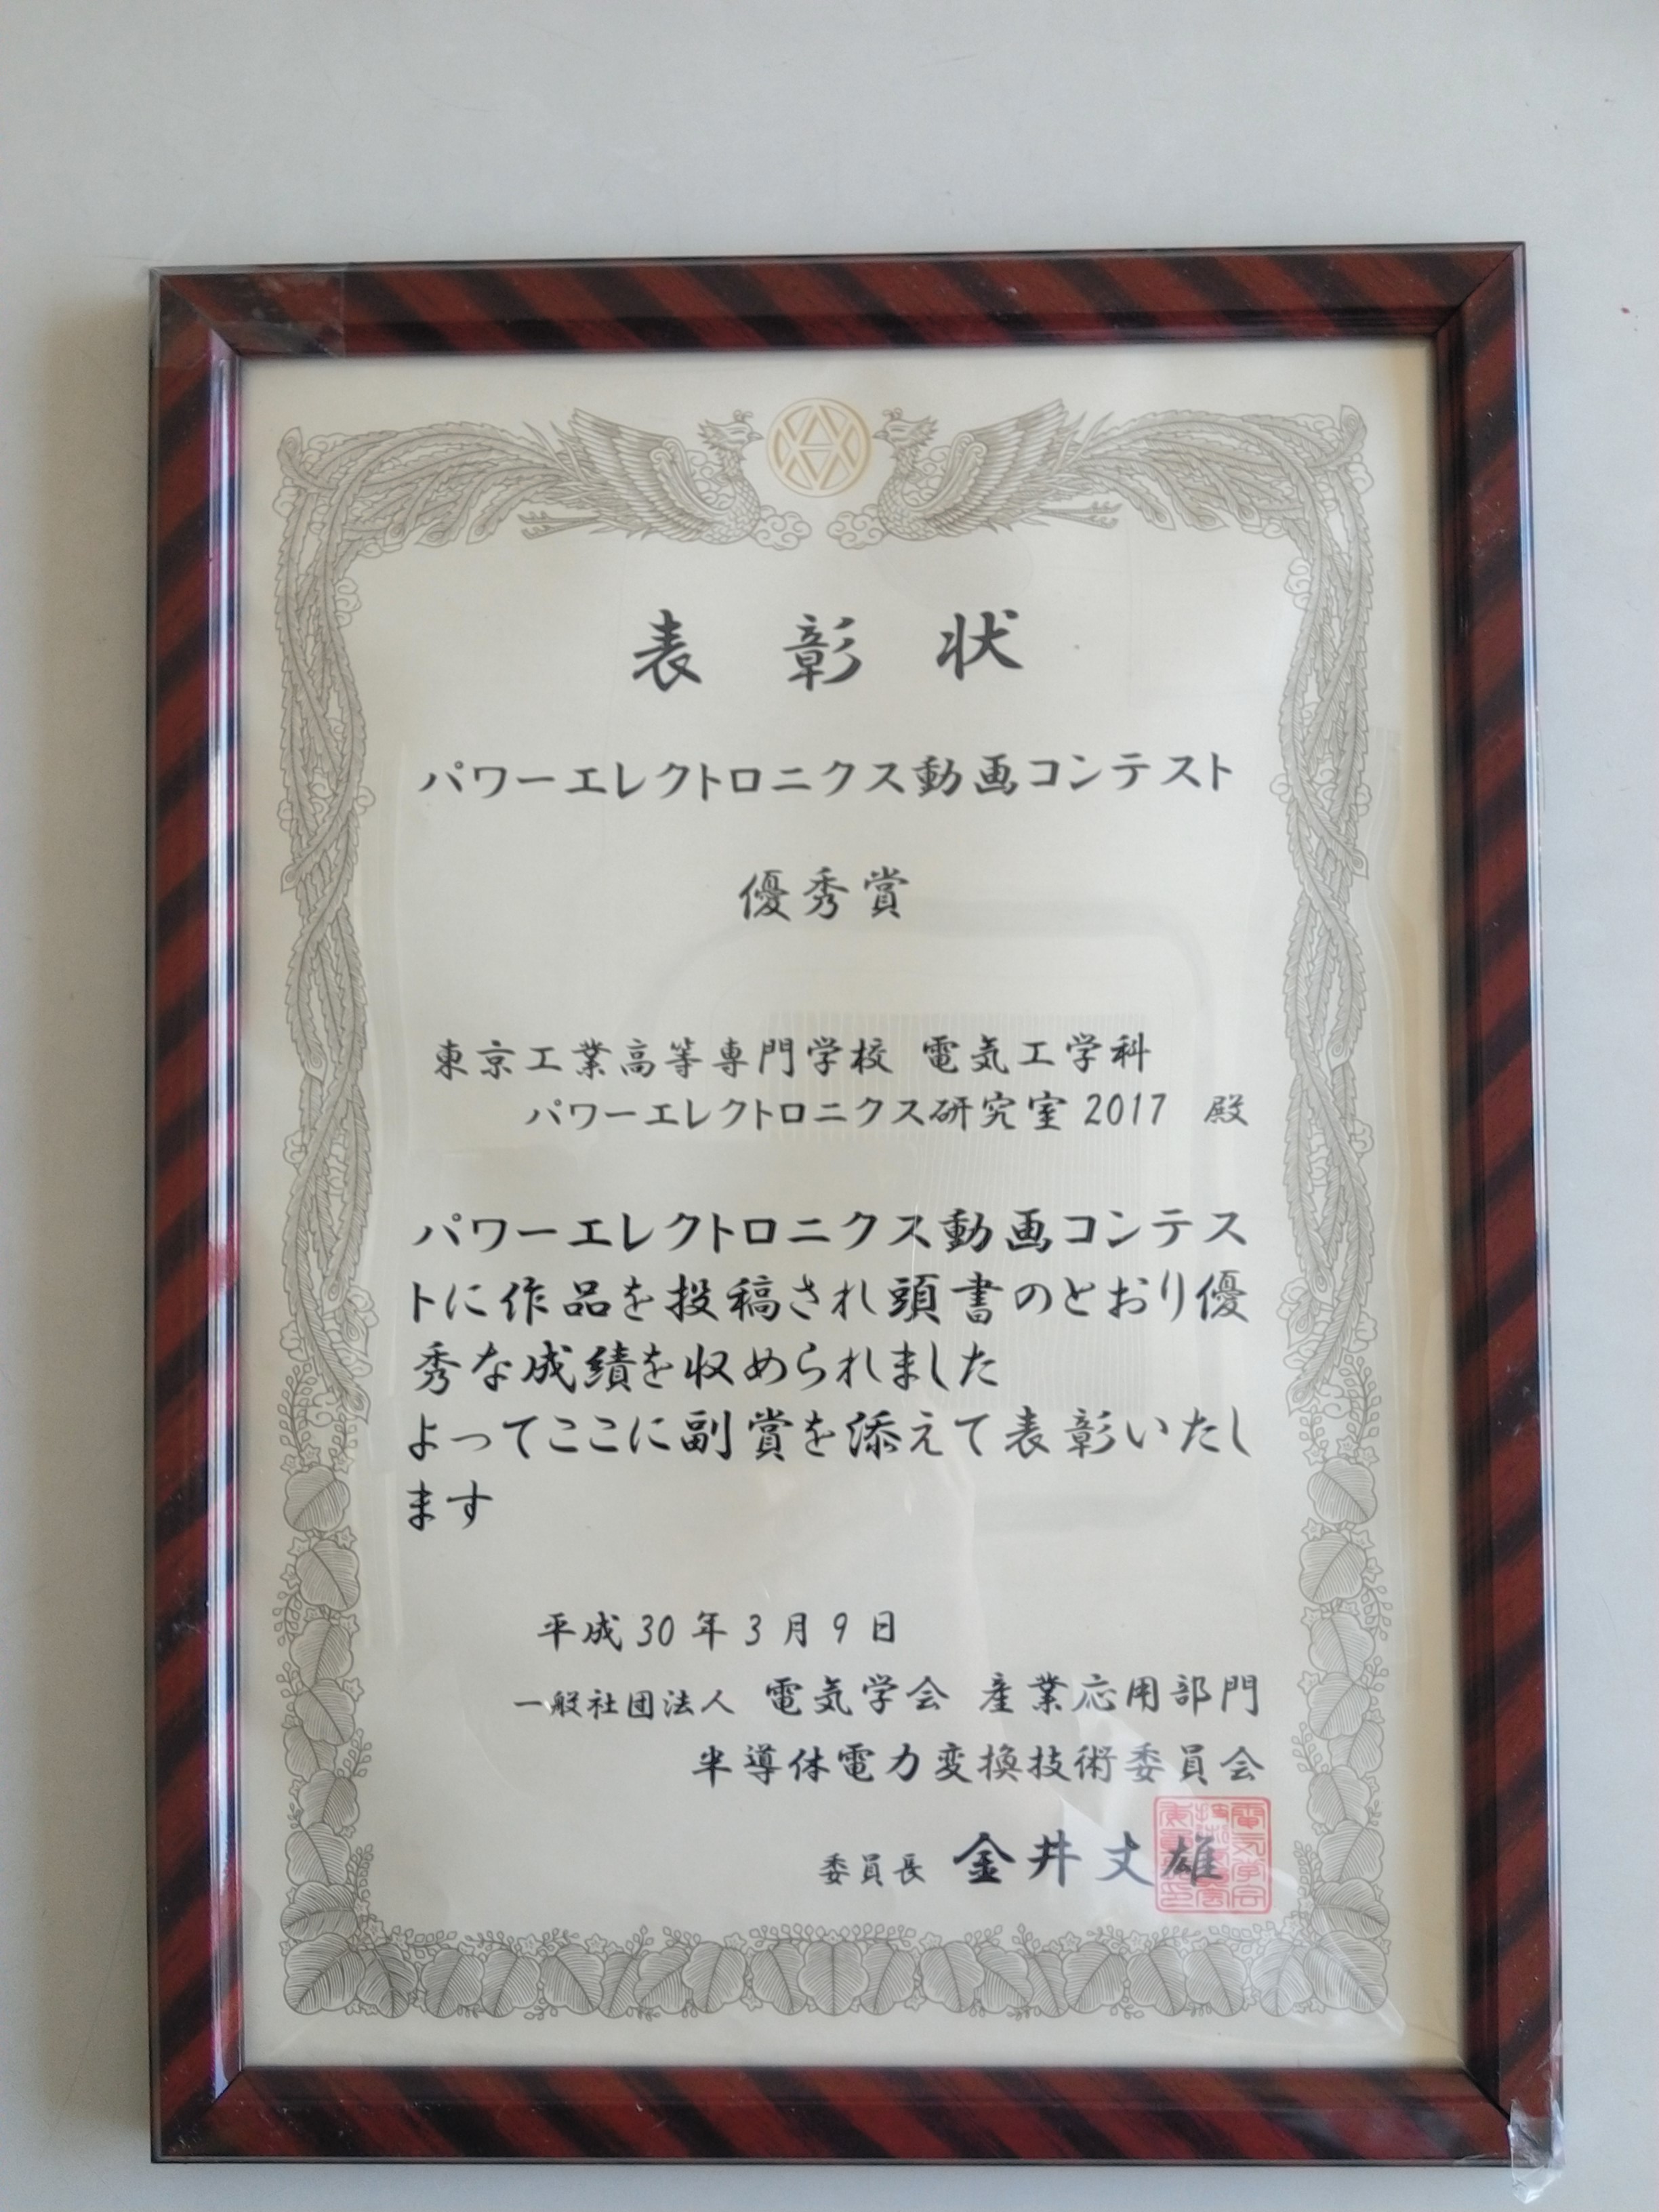 表彰状
パワーエレクトロニクス動画コンテスト
優秀賞
東京工業高等専門学校 電気工学科
パワーエレクトロニクス研究室2017 殿
パワーエレクトロニクス動画コンテス
トに作品を投稿され頭書のとおり優
秀な成績を収められました
よってここに副賞を添えて表彰いたし
ます
平成30年3月9日
一般社団法人 電気学会 産業応用部門
半導体電力変換技術委員会
委員長 金井丈雄